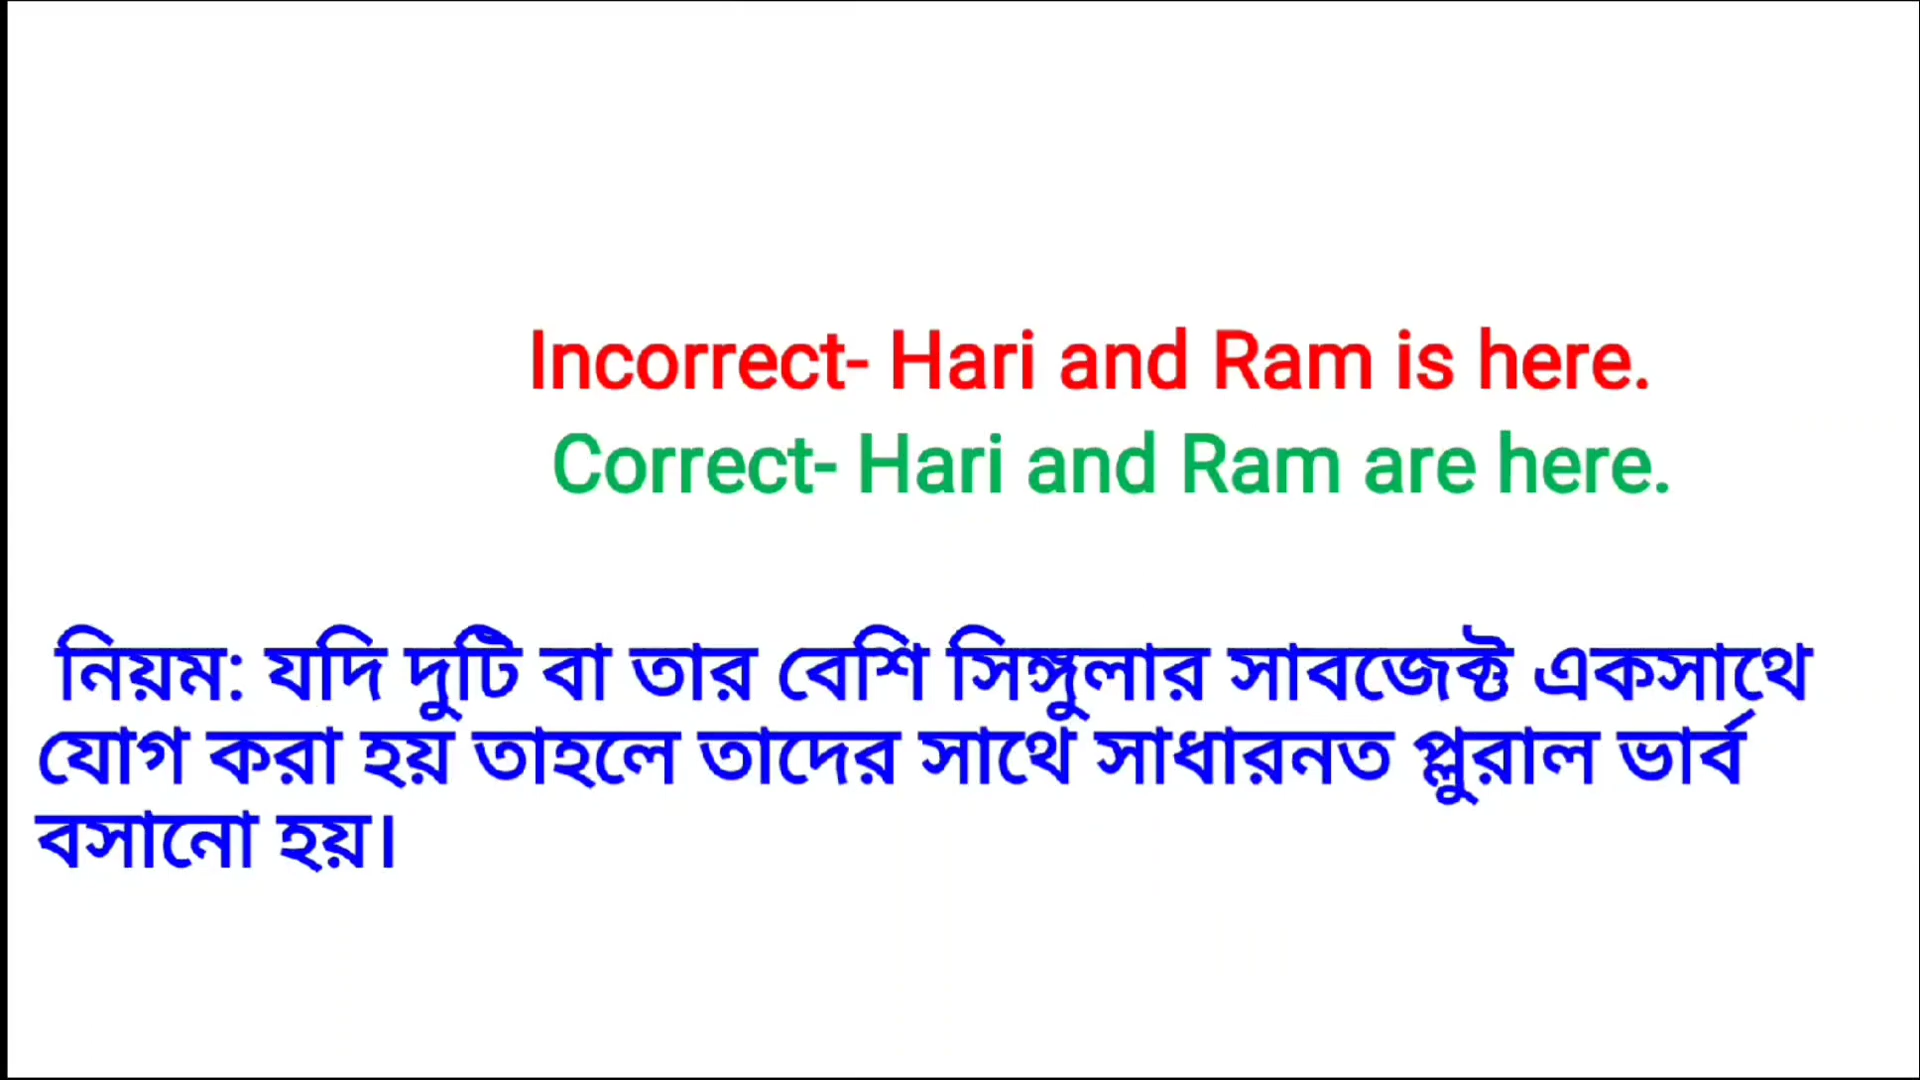 Incorrect- Hari and Ram is here.
Correct- Hari and Ram are here.
নিয়ম: যদি দুটি বা তার বেশি সিঙ্গুলার সাবজেক্ট একসাথে
যোগ করা হয় তাহলে তাদের সাথে সাধারনত প্লুরাল ভার্ব
বসানো হয়।